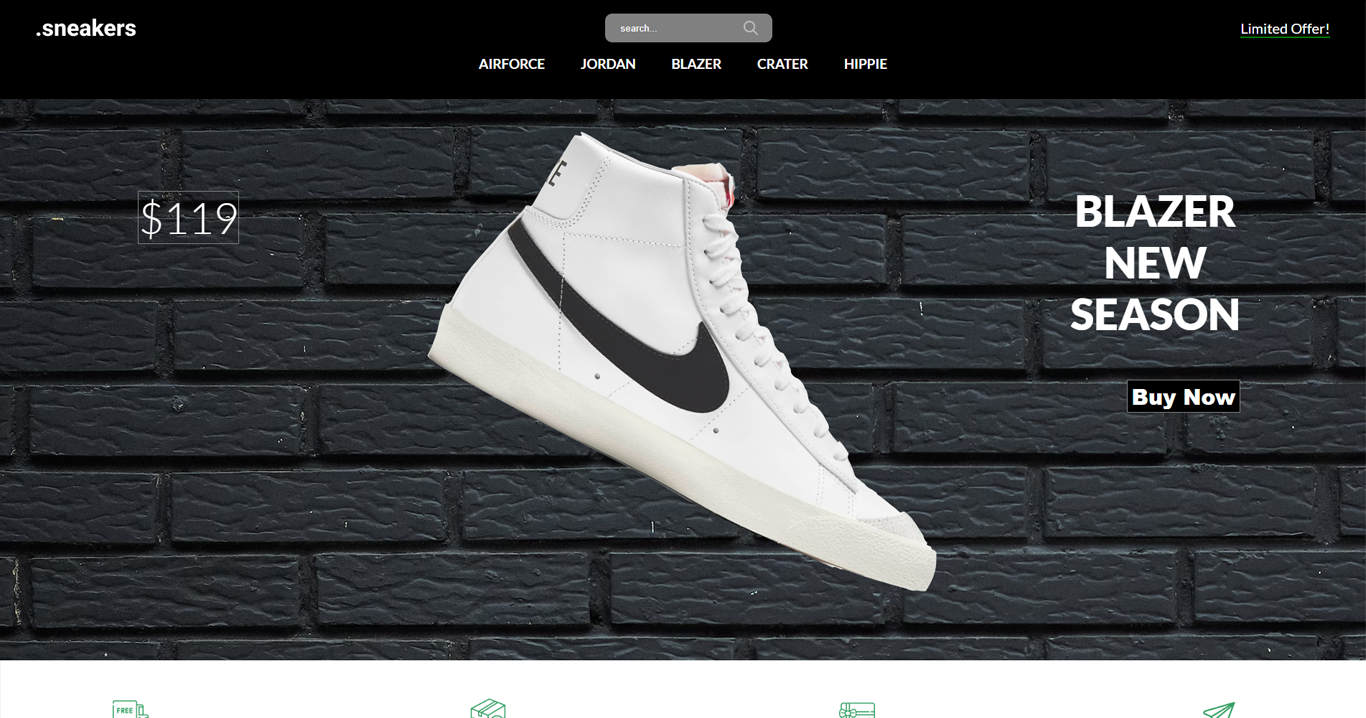 .sneakers
search...
Limited Offer!
AIRFORCE JORDAN BLAZER CRATER HIPPIE
$119
BLAZER
NEW
SEASON
Buy Now
FREE